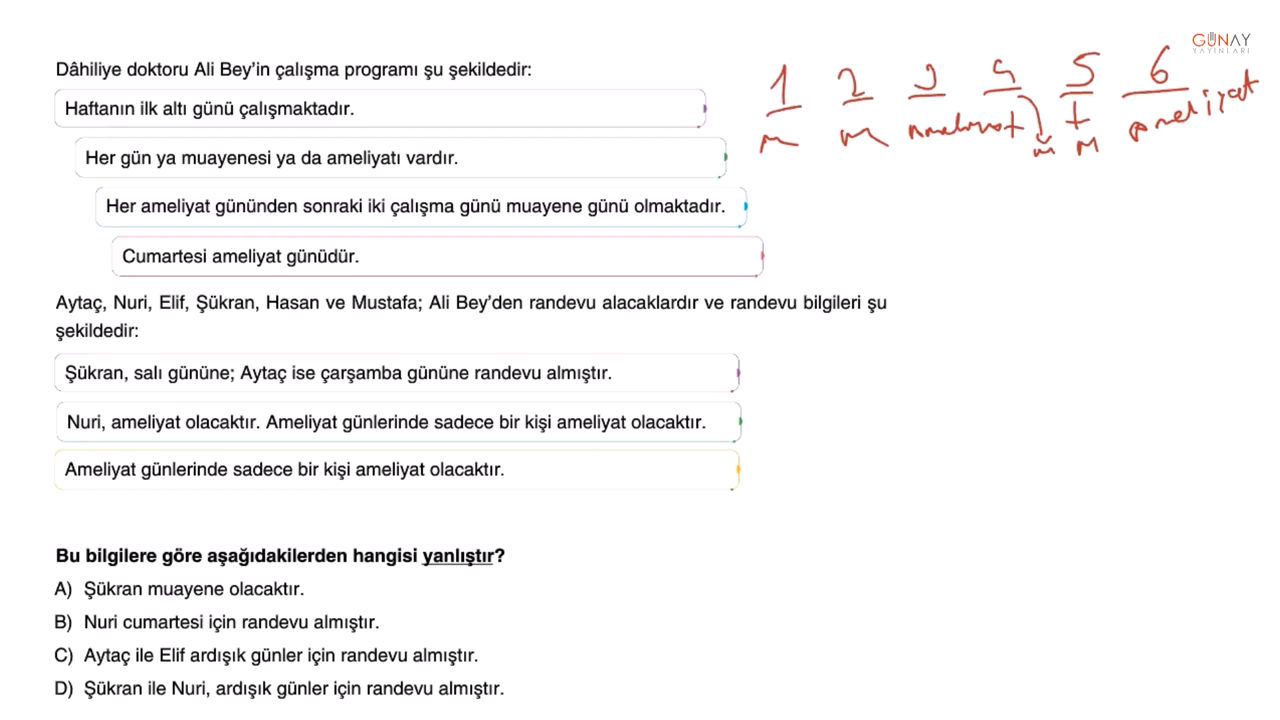 GÜNAY
YAYINLARI
Dâhiliye doktoru Ali Bey'in çalışma programı şu şekildedir:
Haftanın ilk altı günü çalışmaktadır.
Her gün ya muayenesi ya da ameliyatı vardır.
Her ameliyat gününden sonraki iki çalışma günü muayene günü olmaktadır.
Cumartesi ameliyat günüdür.
1 2 3 4 5 6
m m Ameliyat m t M ameliyat
Aytaç, Nuri, Elif, Şükran, Hasan ve Mustafa; Ali Bey'den randevu alacaklardır ve randevu bilgileri şu
şekildedir:
Şükran, salı gününe; Aytaç ise çarşamba gününe randevu almıştır.
Nuri, ameliyat olacaktır. Ameliyat günlerinde sadece bir kişi ameliyat olacaktır.
Ameliyat günlerinde sadece bir kişi ameliyat olacaktır.
Bu bilgilere göre aşağıdakilerden hangisi yanlıştır?
A) Şükran muayene olacaktır.
B) Nuri cumartesi için randevu almıştır.
C) Aytaç ile Elif ardışık günler için randevu almıştır.
D) Şükran ile Nuri, ardışık günler için randevu almıştır.